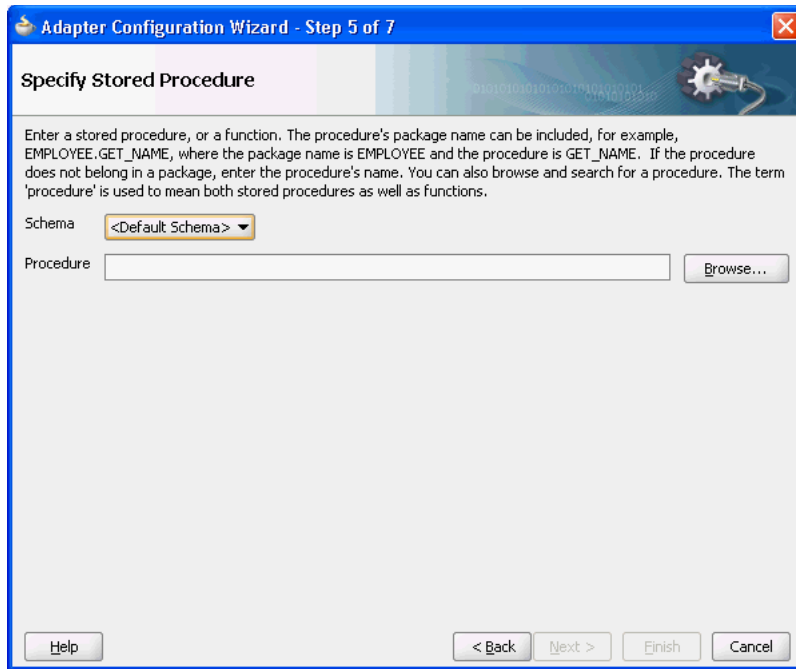 Adapter Configuration Wizard - Step 5 of 7
Specify Stored Procedure
Enter a stored procedure, or a function. The procedure's package name can be included, for example,
EMPLOYEE.GET_NAME, where the package name is EMPLOYEE and the procedure is GET_NAME. If the procedure
does not belong in a package, enter the procedure's name. You can also browse and search for a procedure. The term
'procedure' is used to mean both stored procedures as well as functions.
Schema <Default Schema>
Procedure Browse...
Help < Back Next > Finish Cancel